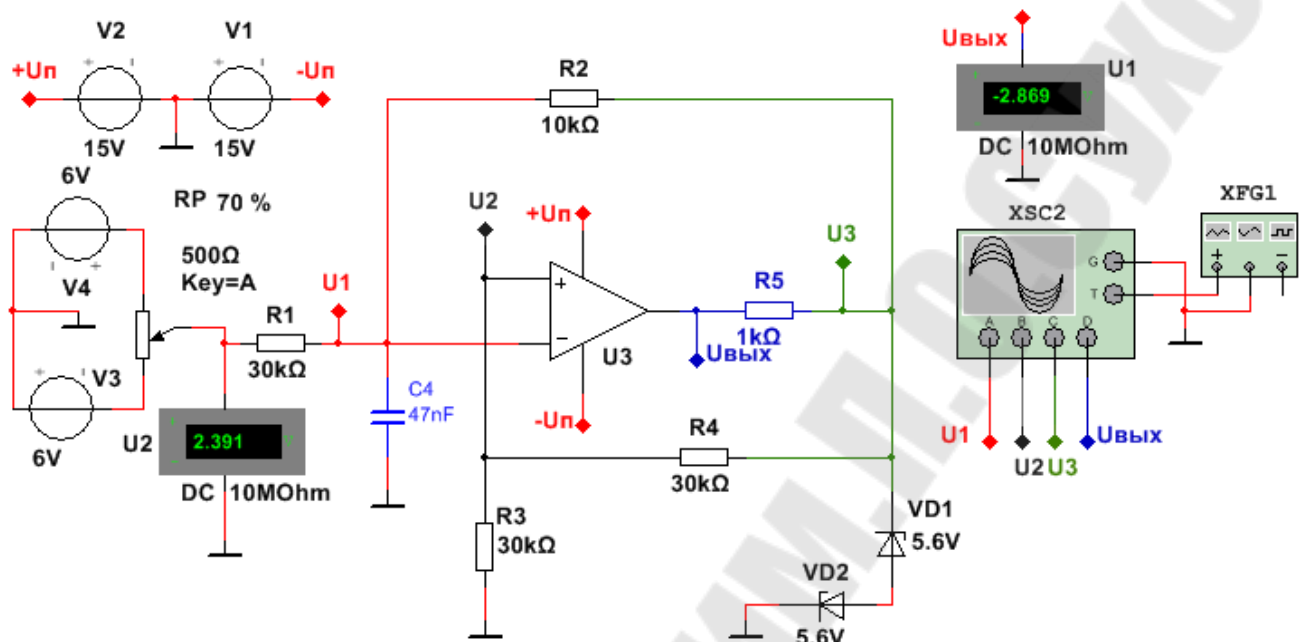 V2
V1
+Uп
-Uп
15V
15V
6V
RP 70 %
500Ω
Key=A
V4
V3
6V
U2
2.391
V
DC 10MOhm
R1
30kΩ
U1
C4
47nF
R2
10kΩ
U2
+Uп
+
−
U3
-Uп
R5
1kΩ
Uвых
U3
R3
30kΩ
R4
30kΩ
VD1
5.6V
VD2
5.6V
Uвых
U1
-2.869
V
DC 10MOhm
XSC2
G
T
A B C D
U1
U2 U3
Uвых
XFG1
+ −